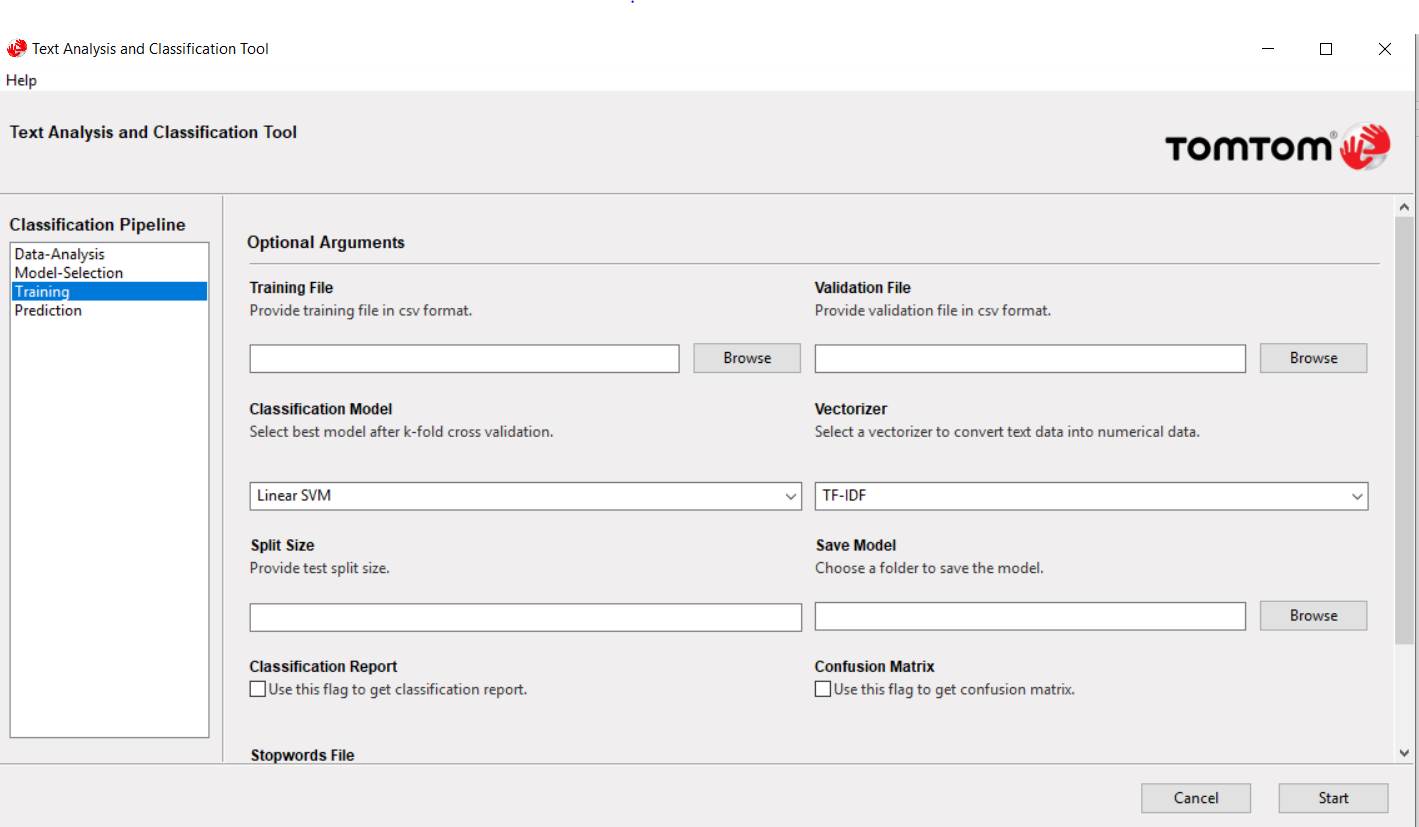 Text Analysis and Classification Tool
Help
Text Analysis and Classification Tool
TOMTOM®
Classification Pipeline
Data-Analysis
Model-Selection
Training
Prediction
Optional Arguments
Training File
Provide training file in csv format.
Browse
Validation File
Provide validation file in csv format.
Browse
Classification Model
Select best model after k-fold cross validation.
Linear SVM
Vectorizer
Select a vectorizer to convert text data into numerical data.
TF-IDF
Split Size
Provide test split size.
Save Model
Choose a folder to save the model.
Browse
Classification Report
Use this flag to get classification report.
Confusion Matrix
Use this flag to get confusion matrix.
Stopwords File
Cancel
Start